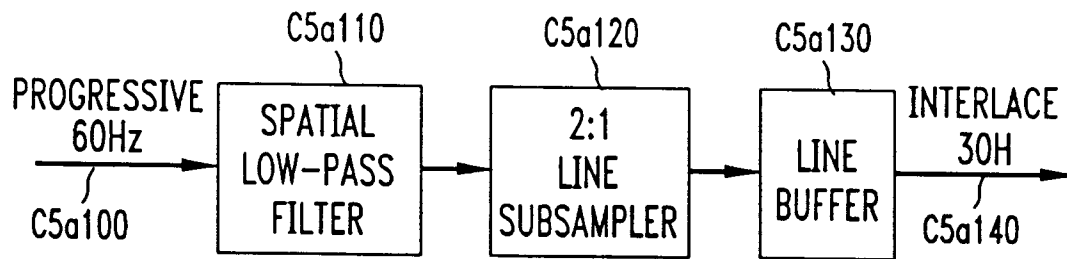 C5a110
C5a120
C5a130
PROGRESSIVE
60Hz
C5a100
SPATIAL
LOW-PASS
FILTER
2:1
LINE
SUBSAMPLER
LINE
BUFFER
INTERLACE
30H
C5a140